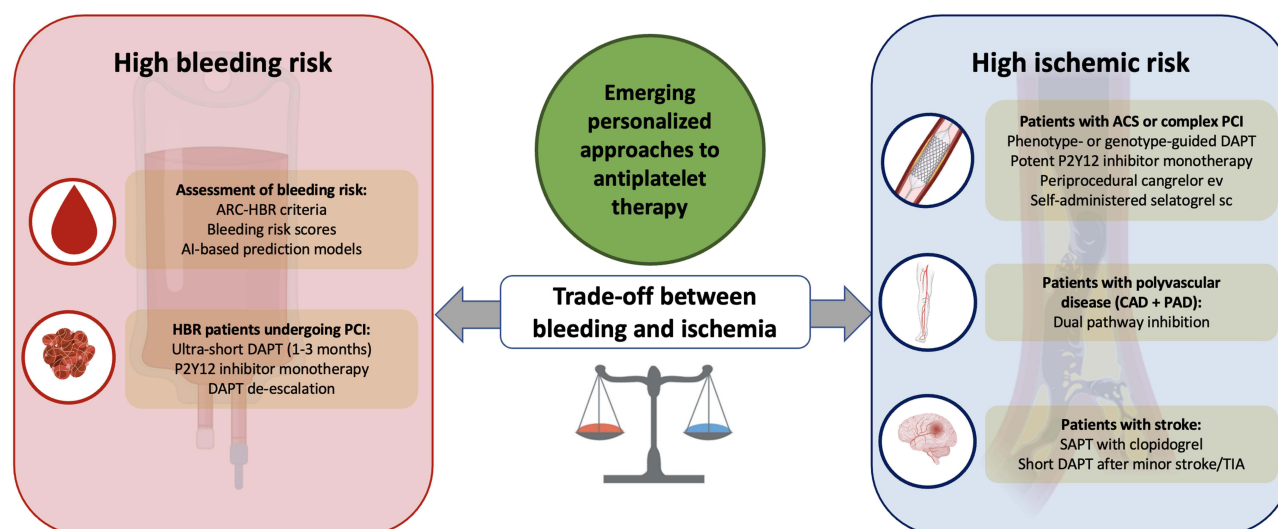 High bleeding risk
Assessment of bleeding risk:
ARC-HBR criteria
Bleeding risk scores
AI-based prediction models
HBR patients undergoing PCI:
Ultra-short DAPT (1-3 months)
P2Y12 inhibitor monotherapy
DAPT de-escalation
Emerging
personalized
approaches to
antiplatelet
therapy
Trade-off between
bleeding and ischemia
High ischemic risk
Patients with ACS or complex PCI
Phenotype- or genotype-guided DAPT
Potent P2Y12 inhibitor monotherapy
Periprocedural cangrelor ev
Self-administered selatogrel sc
Patients with polyvascular
disease (CAD + PAD):
Dual pathway inhibition
Patients with stroke:
SAPT with clopidogrel
Short DAPT after minor stroke/TIA